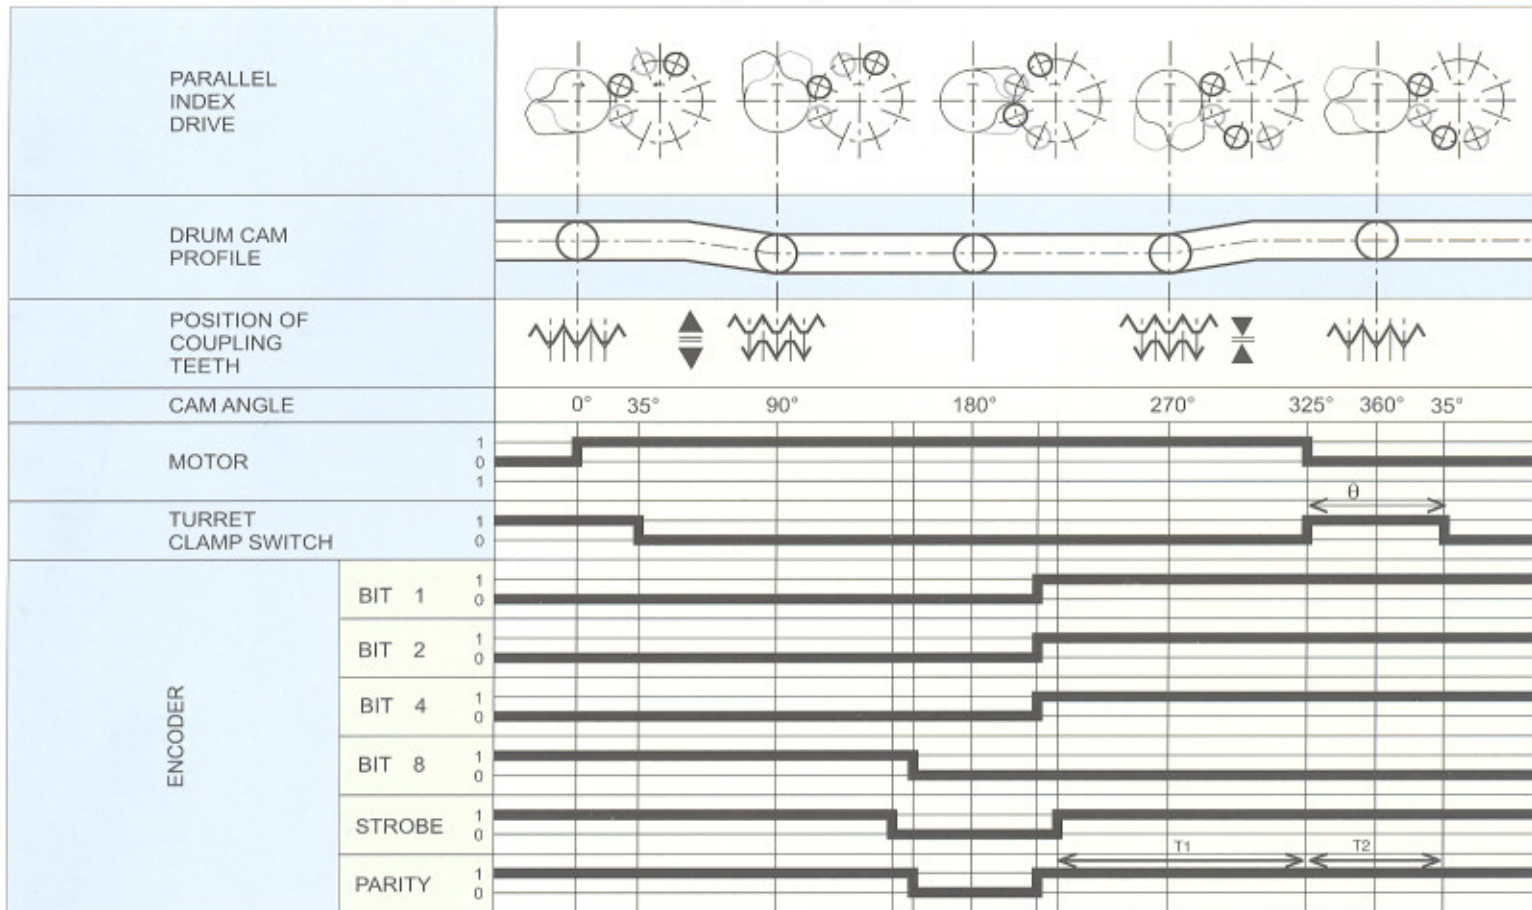 PARALLEL
INDEX
DRIVE
DRUM CAM
PROFILE
POSITION OF
COUPLING
TEETH
CAM ANGLE
0° 35° 90° 180° 270° 325° 360° 35°
MOTOR
1
0
1
θ
TURRET
CLAMP SWITCH
1
0
ENCODER
BIT 1
1
0
BIT 2
1
0
BIT 4
1
0
BIT 8
1
0
STROBE
1
0
T1 T2
PARITY
1
0